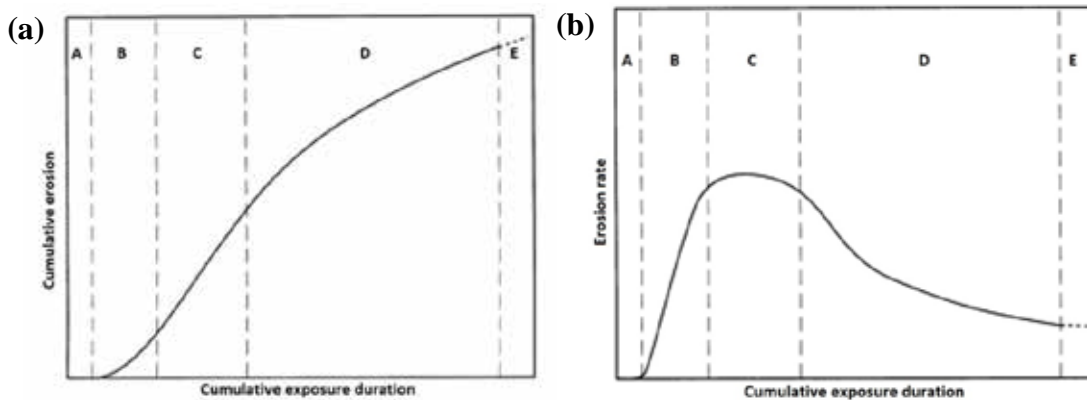 (a)
A B C D E
Cumulative erosion
Cumulative exposure duration
(b)
A B C D E
Erosion rate
Cumulative exposure duration